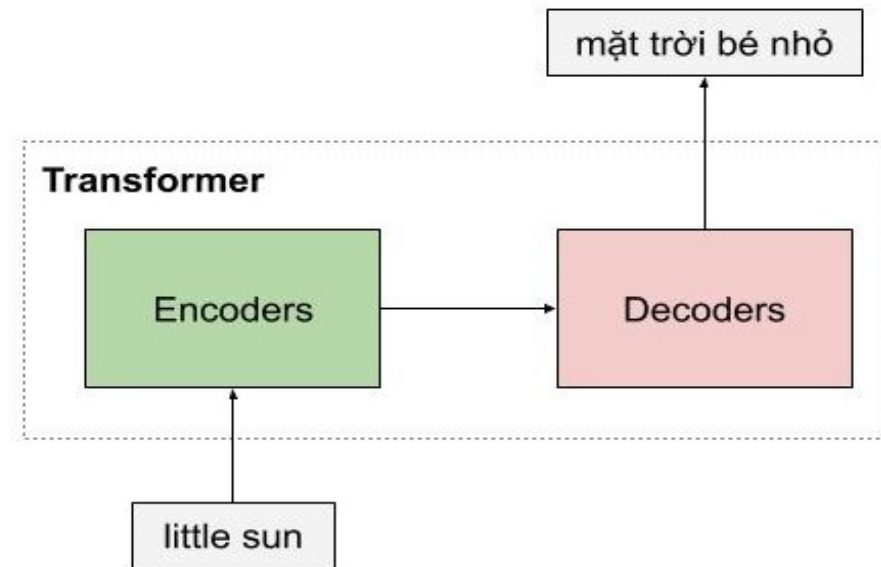 mặt trời bé nhỏ
Transformer
Encoders
Decoders
little sun